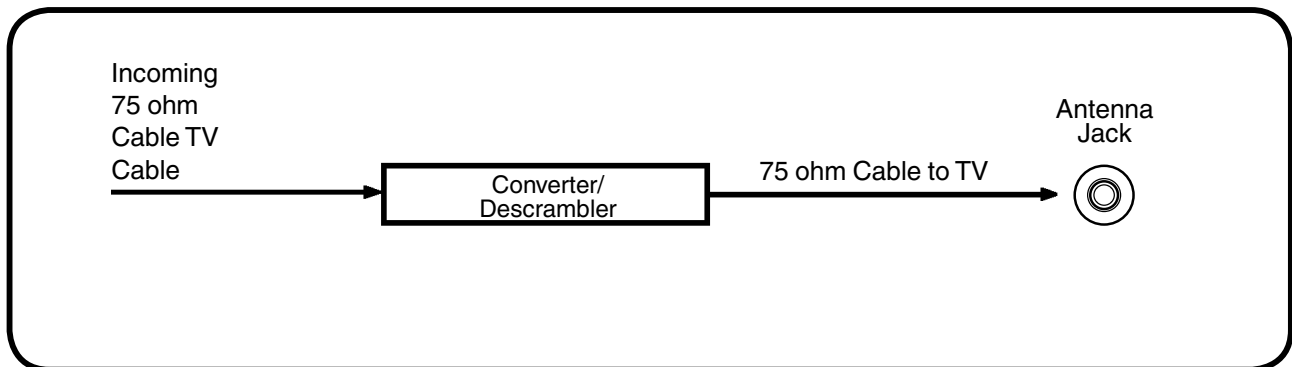 Incoming
75 ohm
Cable TV
Cable
Converter/
Descrambler
75 ohm Cable to TV
Antenna
Jack